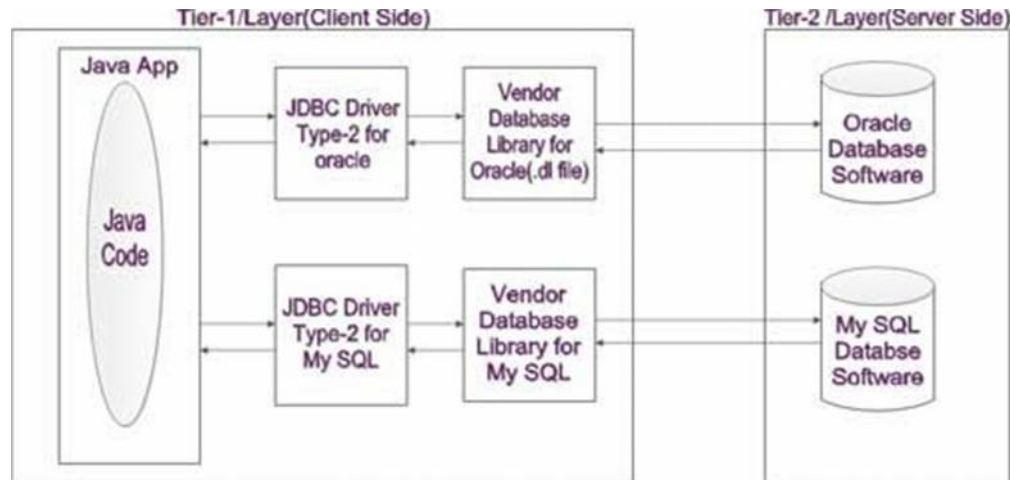 Tier-1/Layer(Client Side)
Tier-2 /Layer(Server Side)
Java App
Java
Code
JDBC Driver
Type-2 for
oracle
Vendor
Database
Library for
Oracle(.dl file)
Oracle
Database
Software
JDBC Driver
Type-2 for
My SQL
Vendor
Database
Library for
My SQL
My SQL
Databse
Software